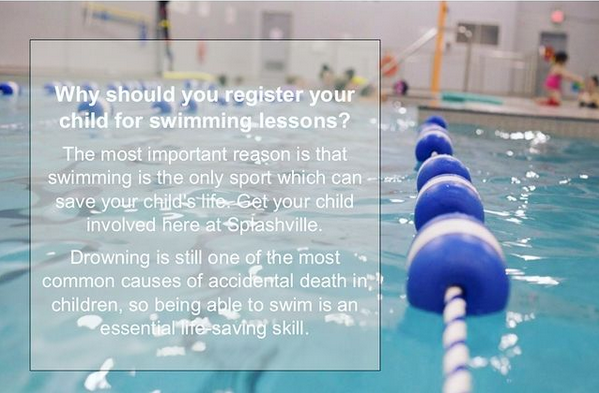 Why should you register your
child for swimming lessons?
The most important reason is that
swimming is the only sport which can
save your child's life. Get your child
involved here at Splashville.
Drowning is still one of the most
common causes of accidental death in
children, so being able to swim is an
essential life-saving skill.